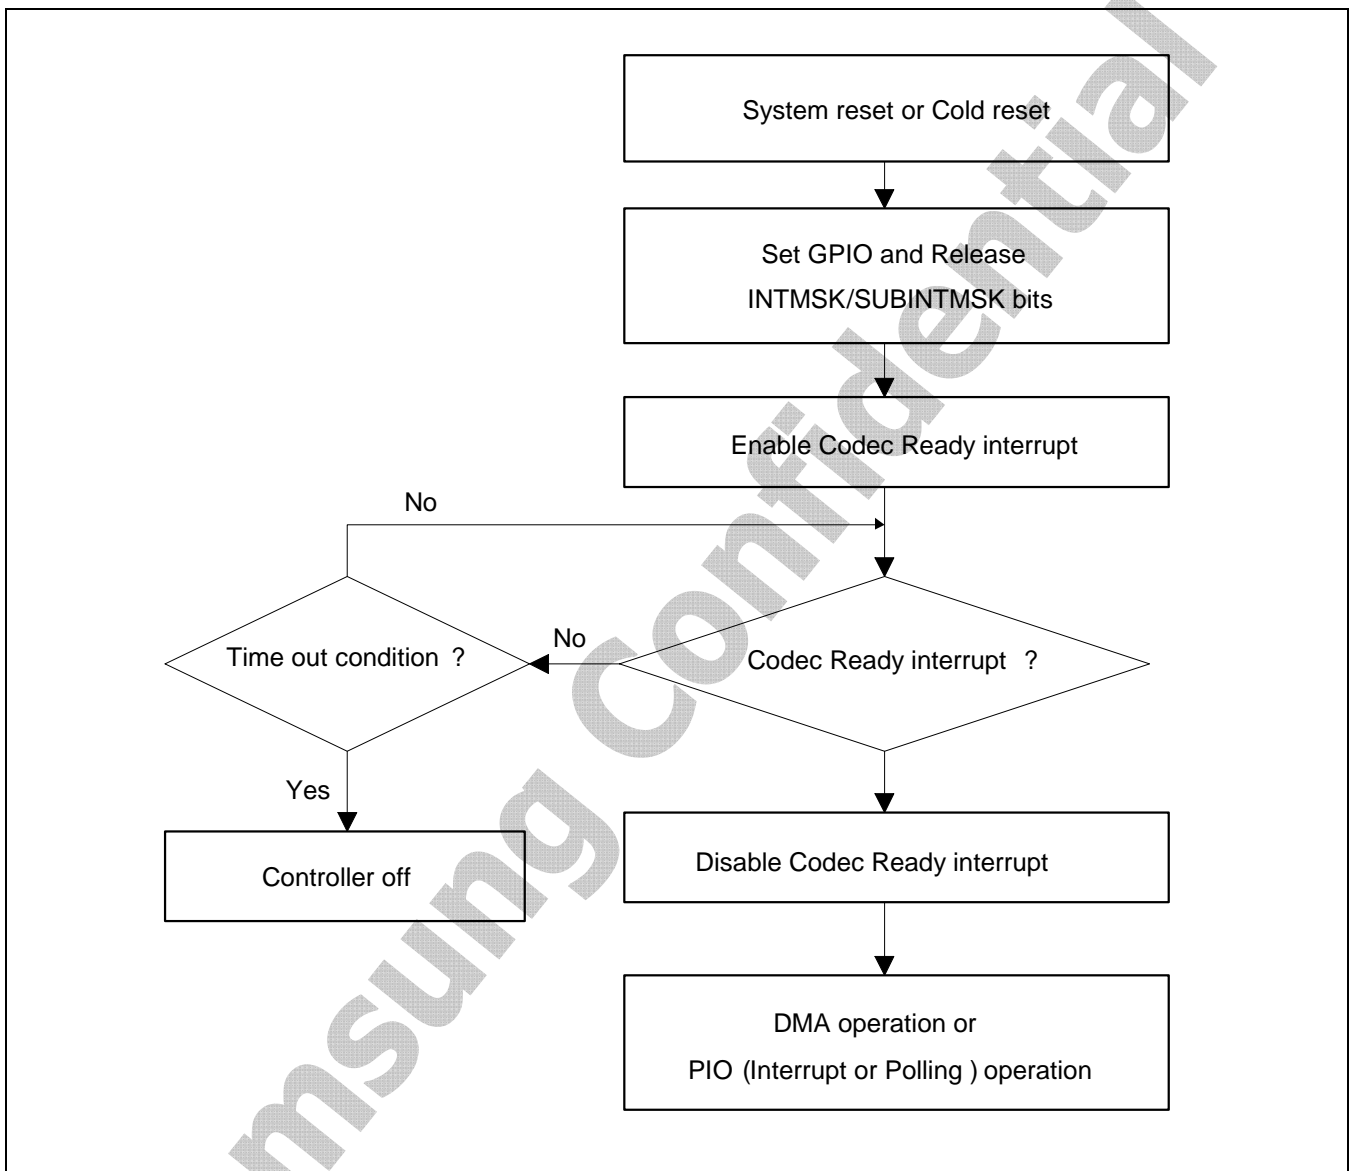 System reset or Cold reset
Set GPIO and Release
INTMSK/SUBINTMSK bits
Enable Codec Ready interrupt
No
Time out condition ?
No
Codec Ready interrupt ?
Yes
Controller off
Disable Codec Ready interrupt
DMA operation or
PIO (Interrupt or Polling ) operation
msung Confidential